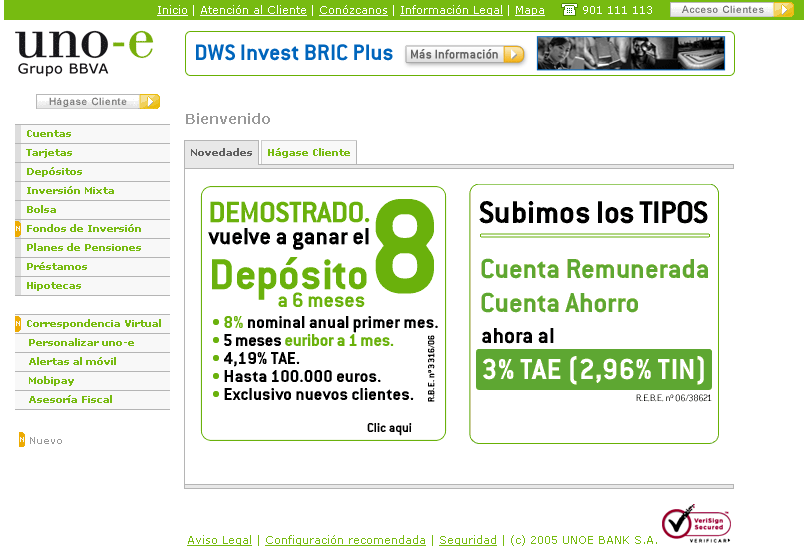 Inicio | Atención al Cliente | Conózcanos | Información Legal | Mapa 901 111 113 Acceso Clientes
uno-e
Grupo BBVA
DWS Invest BRIC Plus Más Información
Hágase Cliente
Bienvenido
Novedades Hágase Cliente
Cuentas
Tarjetas
Depósitos
Inversión Mixta
Bolsa
N Fondos de Inversión
Planes de Pensiones
Préstamos
Hipotecas
N Correspondencia Virtual
Personalizar uno-e
Alertas al móvil
Mobipay
Asesoría Fiscal
N Nuevo
DEMOSTRADO.
vuelve a ganar el 8
Depósito
a 6 meses
• 8% nominal anual primer mes.
• 5 meses euribor a 1 mes.
• 4,19% TAE.
• Hasta 100.000 euros.
• Exclusivo nuevos clientes.
R.B.E. nº3316/06
Clic aqui
Subimos los TIPOS
Cuenta Remunerada
Cuenta Ahorro
ahora al
3% TAE (2,96% TIN)
R.E.B.E. nº 06/38621
Aviso Legal | Configuración recomendada | Seguridad | (c) 2005 UNOE BANK S.A.
VeriSign
Secured
VERIFICAR